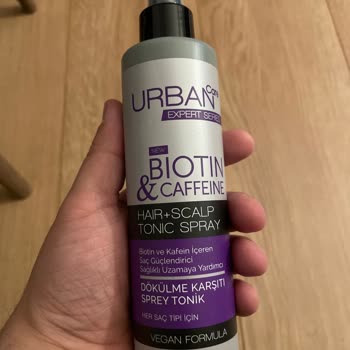 URBAN Care
EXPERT SERIES
NEW
BIOTIN
& CAFFEINE
HAIR+SCALP
TONIC SPRAY
Biotin ve Kafein İçeren
Saç Güçlendirici
Sağlıklı Uzamaya Yardımcı
DÖKÜLME KARŞITI
SPREY TONİK
HER SAÇ TİPİ İÇİN
VEGAN FORMULA